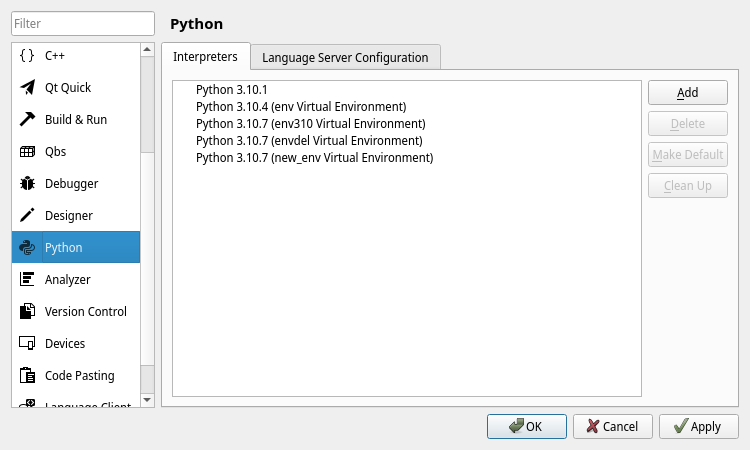 Filter
Python
C++
Qt Quick
Build & Run
Qbs
Debugger
Designer
Python
Analyzer
Version Control
Devices
Code Pasting
Language Client
Interpreters
Language Server Configuration
Python 3.10.1
Python 3.10.4 (env Virtual Environment)
Python 3.10.7 (env310 Virtual Environment)
Python 3.10.7 (envdel Virtual Environment)
Python 3.10.7 (new_env Virtual Environment)
Add
Delete
Make Default
Clean Up
OK
Cancel
Apply